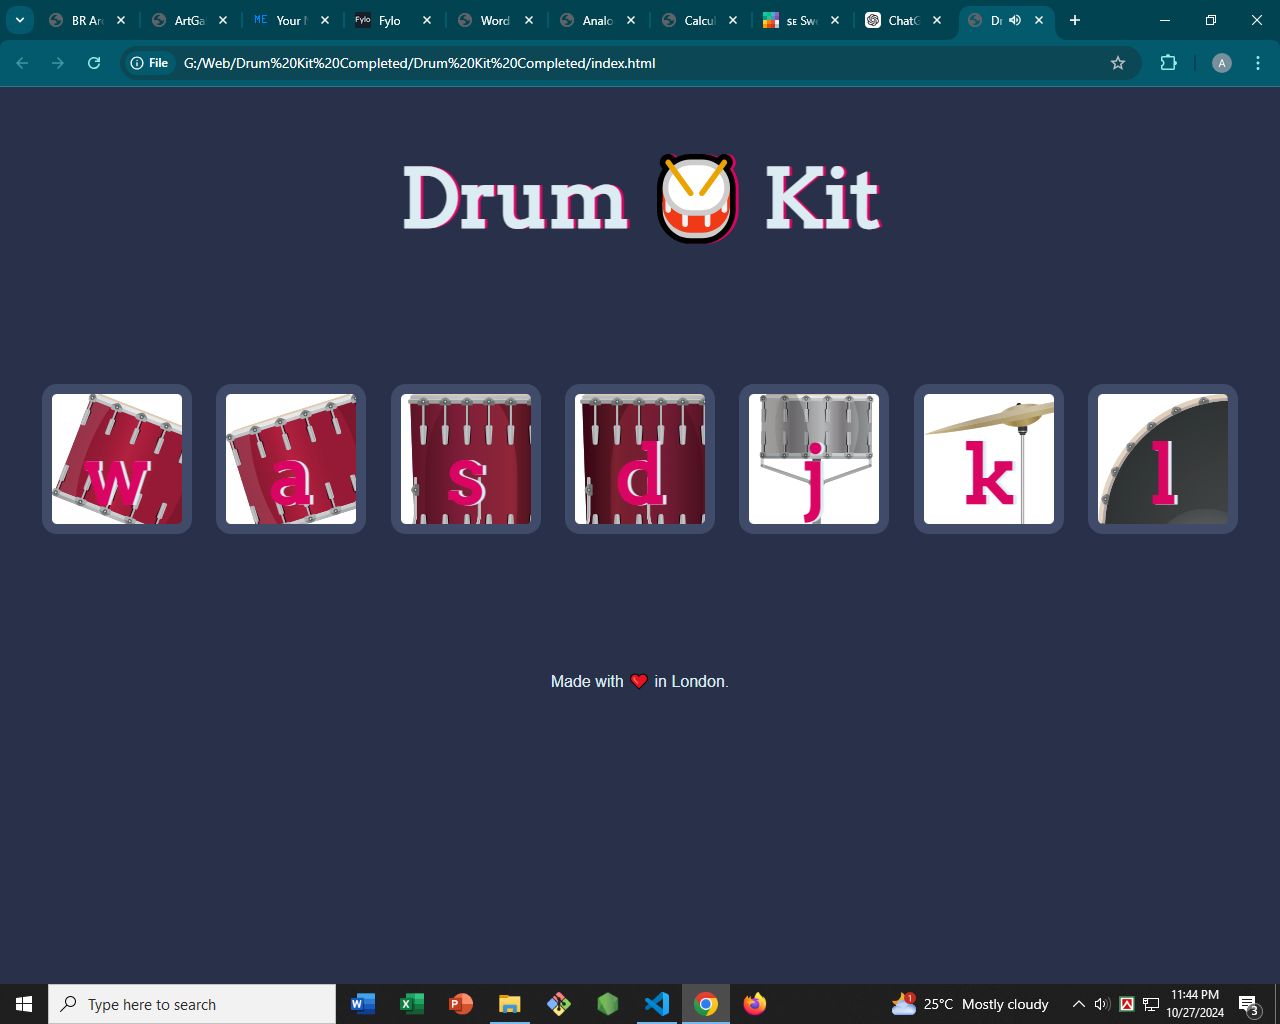 BR Ar
ArtGa
ME Your
Fylo Fylo
Word
Analo
Calcul
SE Sw
ChatG
Dr
File G:/Web/Drum%20Kit%20Completed/Drum%20Kit%20Completed/index.html
A
Drum Kit
w a s d j k l
Made with in London.
Type here to search
1
25°C Mostly cloudy
11:44 PM
10/27/2024
3